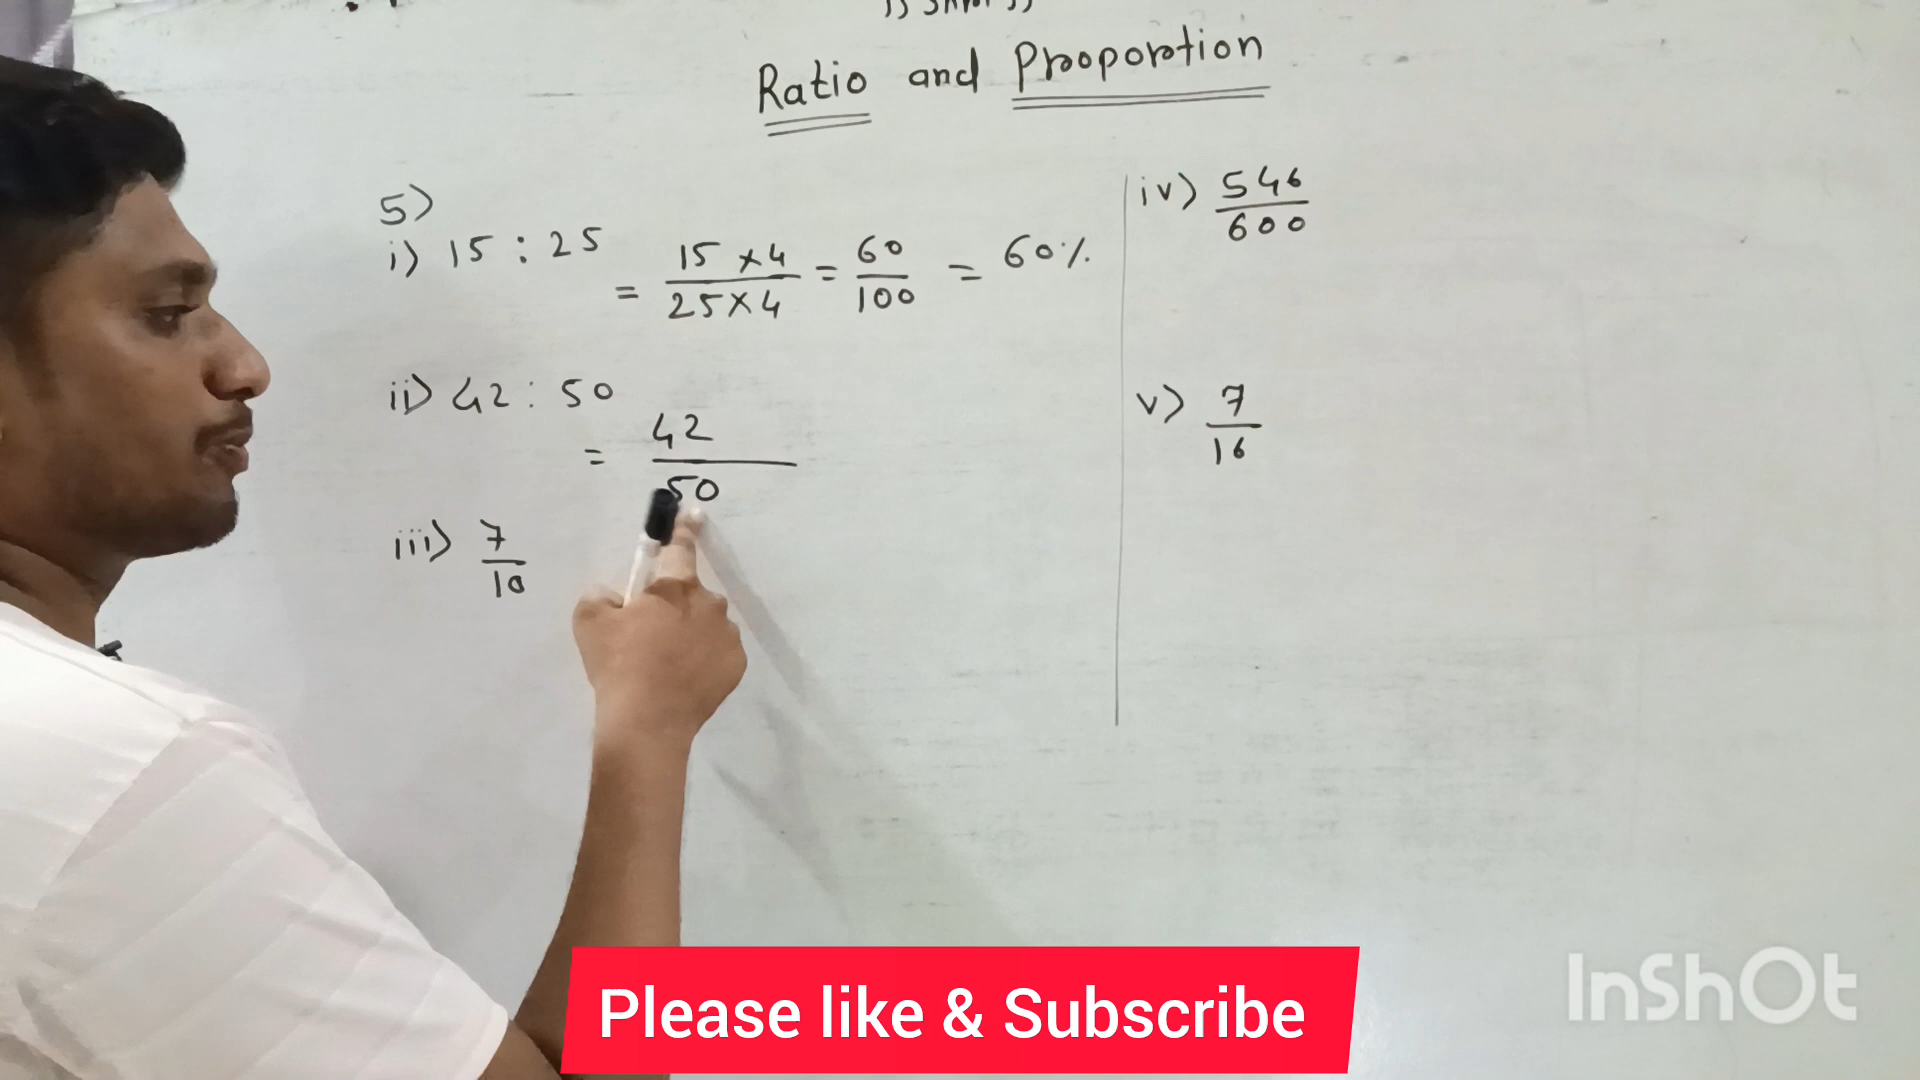 Ratio and Proportion
5)
i) 15 : 25
= 15 x 4 / 25 x 4 = 60 / 100 = 60%
ii) 42 : 50
= 42 / 50
iii) 7 / 10
iv) 546 / 600
v) 7 / 16
Please like & Subscribe
InShOt